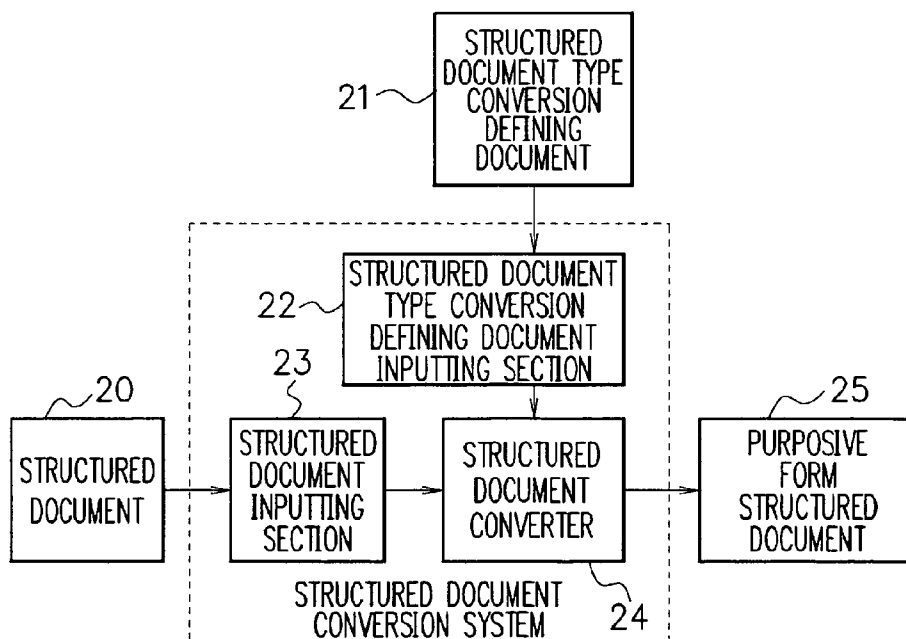 STRUCTURED
DOCUMENT TYPE
CONVERSION
DEFINING
DOCUMENT
21
STRUCTURED DOCUMENT
TYPE CONVERSION
DEFINING DOCUMENT
INPUTTING SECTION
22
20
STRUCTURED
DOCUMENT
23
STRUCTURED
DOCUMENT
INPUTTING
SECTION
STRUCTURED
DOCUMENT
CONVERTER
24
25
PURPOSIVE
FORM
STRUCTURED
DOCUMENT
STRUCTURED DOCUMENT
CONVERSION SYSTEM